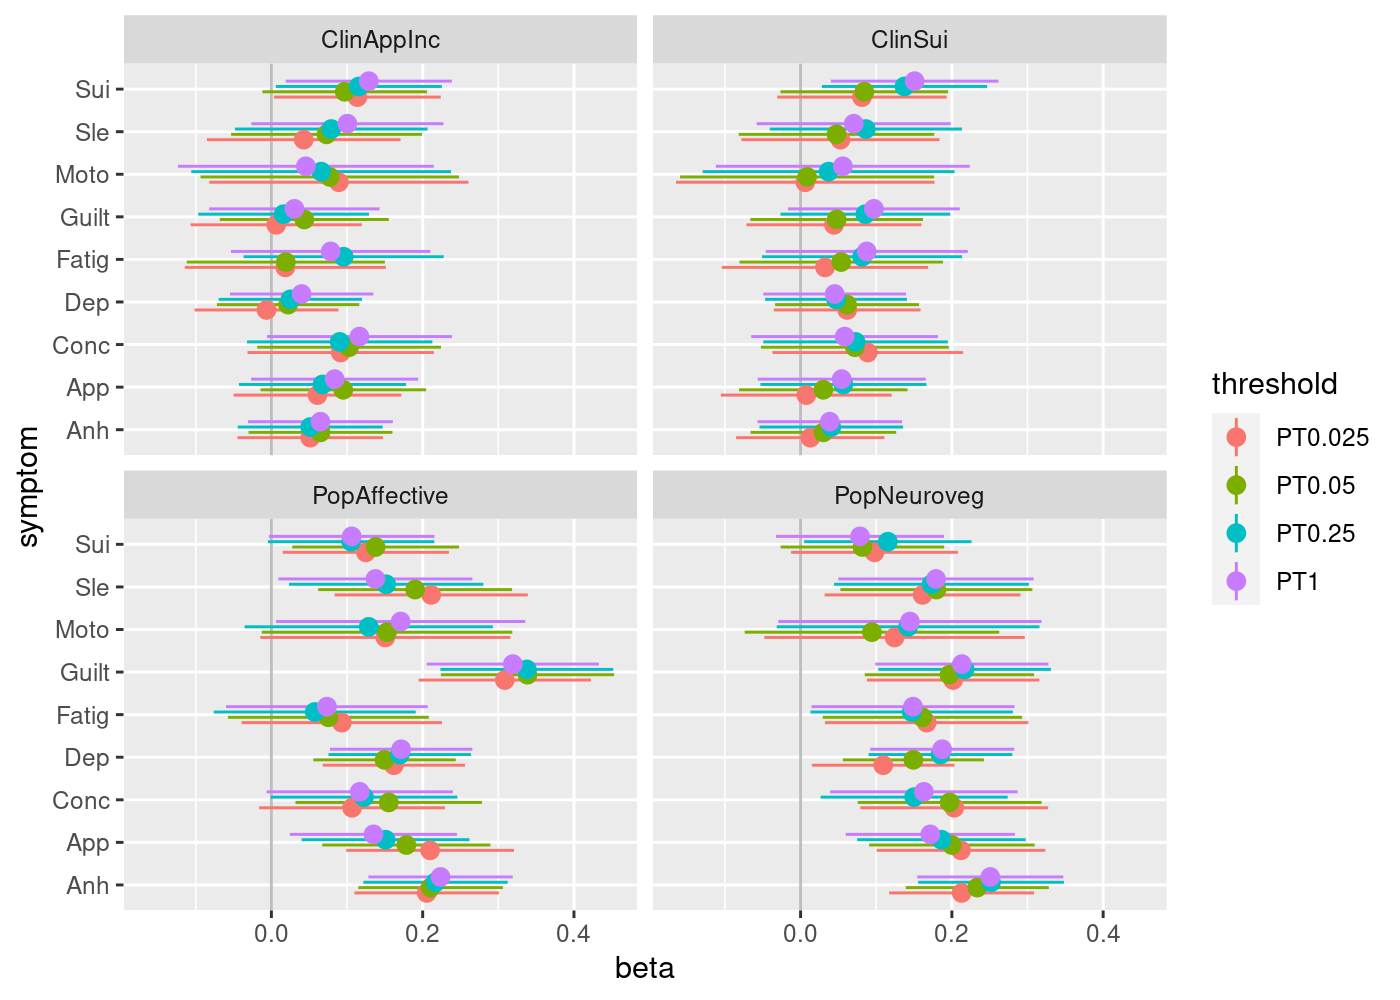 ClinAppInc
ClinSui
Sui
Sle
Moto
Guilt
Fatig
Dep
Conc
App
Anh
PopAffective
PopNeuroveg
Sui
Sle
Moto
Guilt
Fatig
Dep
Conc
App
Anh
0.0 0.2 0.4
0.0 0.2 0.4
beta
symptom
threshold
PT0.025
PT0.05
PT0.25
PT1